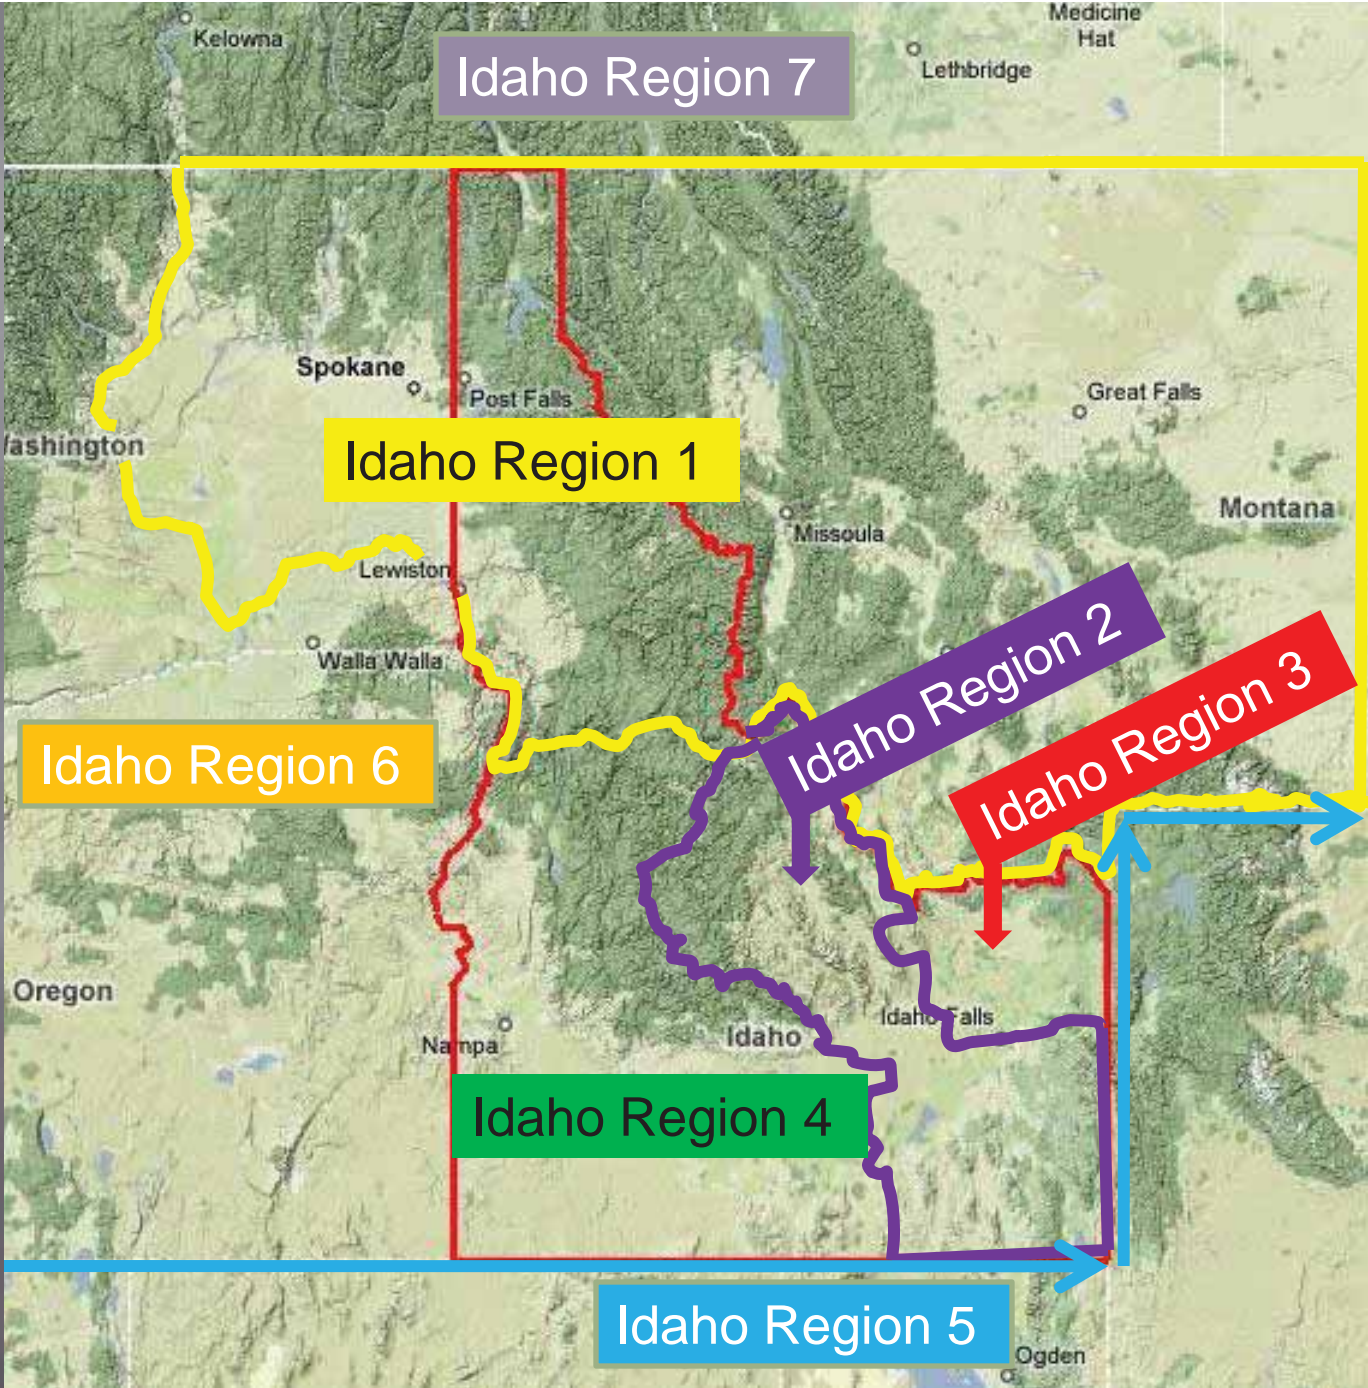 Kelowna
Medicine
Hat
Idaho Region 7
Lethbridge
Spokane
Post Falls
Great Falls
Washington
Idaho Region 1
Montana
Missoula
Lewiston
Walla Walla
Idaho Region 2
Idaho Region 3
Idaho Region 6
Oregon
Idaho Falls
Nampa
Idaho
Idaho Region 4
Idaho Region 5
Ogden